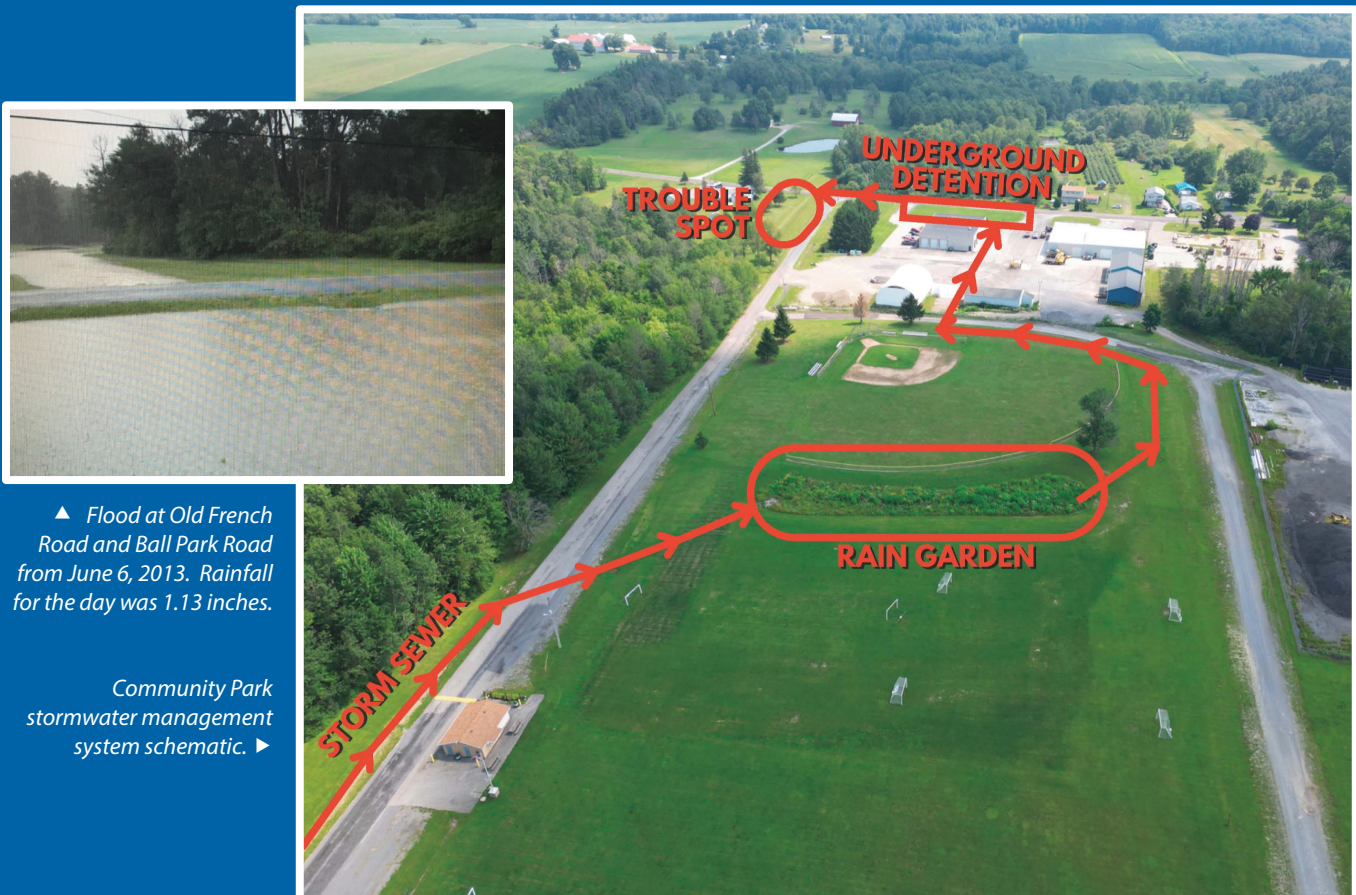 UNDERGROUND
DETENTION
TROUBLE
SPOT
RAIN GARDEN
STORM SEWER
▲ Flood at Old French
Road and Ball Park Road
from June 6, 2013. Rainfall
for the day was 1.13 inches.
Community Park
stormwater management
system schematic. ▶